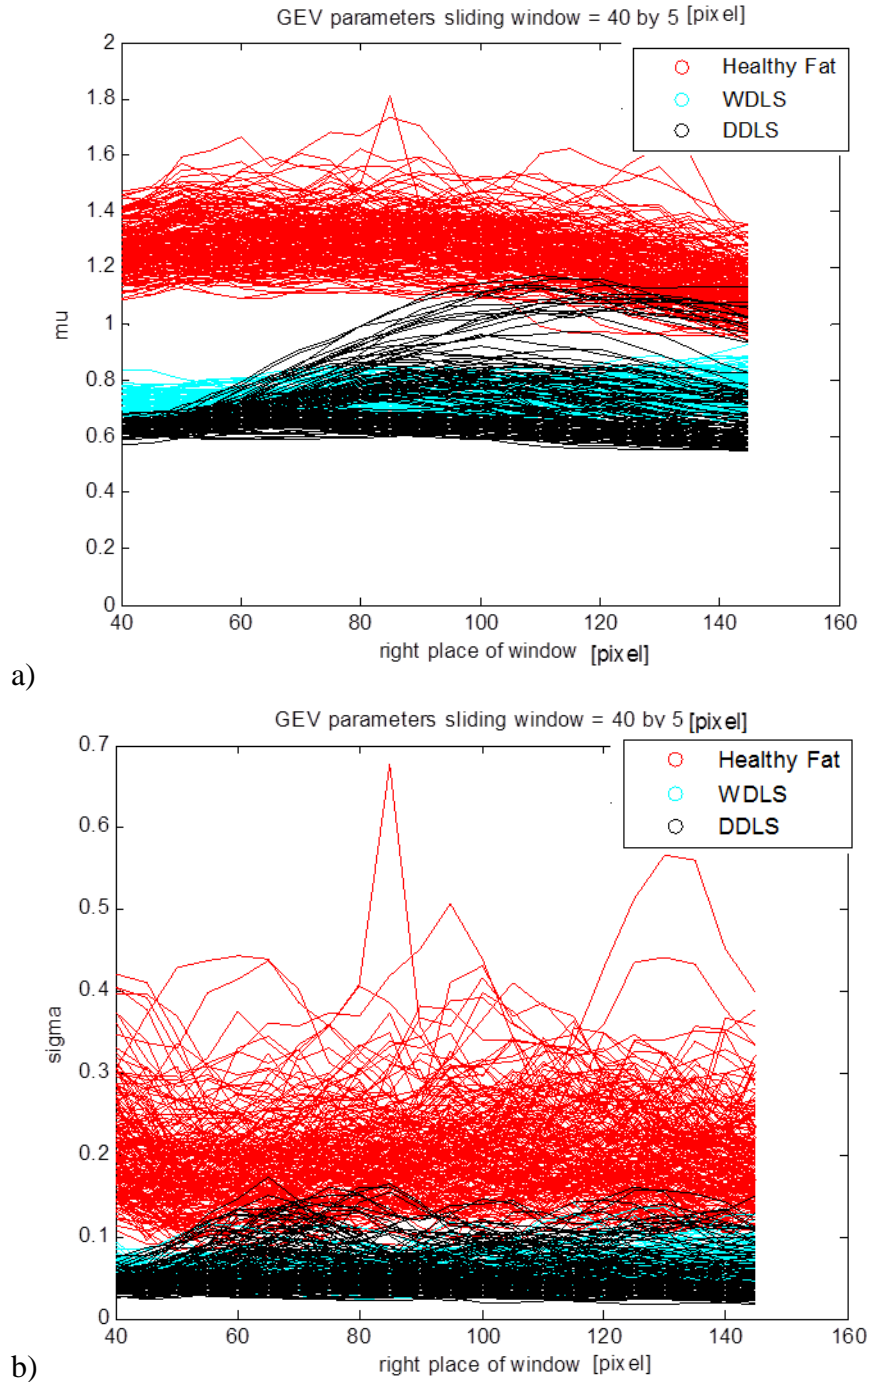 GEV parameters sliding window = 40 by 5 [pixel]
2
1.8
1.6
1.4
1.2
1
0.8
0.6
0.4
0.2
0
mu
Healthy Fat
WDLS
DDLS
40 60 80 100 120 140 160
right place of window [pixel]
a)
GEV parameters sliding window = 40 by 5 [pixel]
0.7
0.6
0.5
0.4
0.3
0.2
0.1
0
sigma
Healthy Fat
WDLS
DDLS
40 60 80 100 120 140 160
right place of window [pixel]
b)